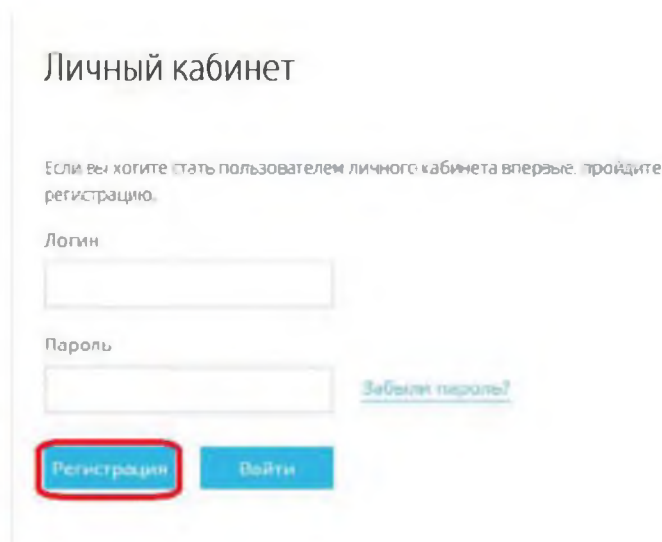 Личный кабинет
Если вы хотите стать пользователем личного кабинета впервые, пройдите
регистрацию.
Логин
Пароль
Забыли пароль?
Регистрация Войти